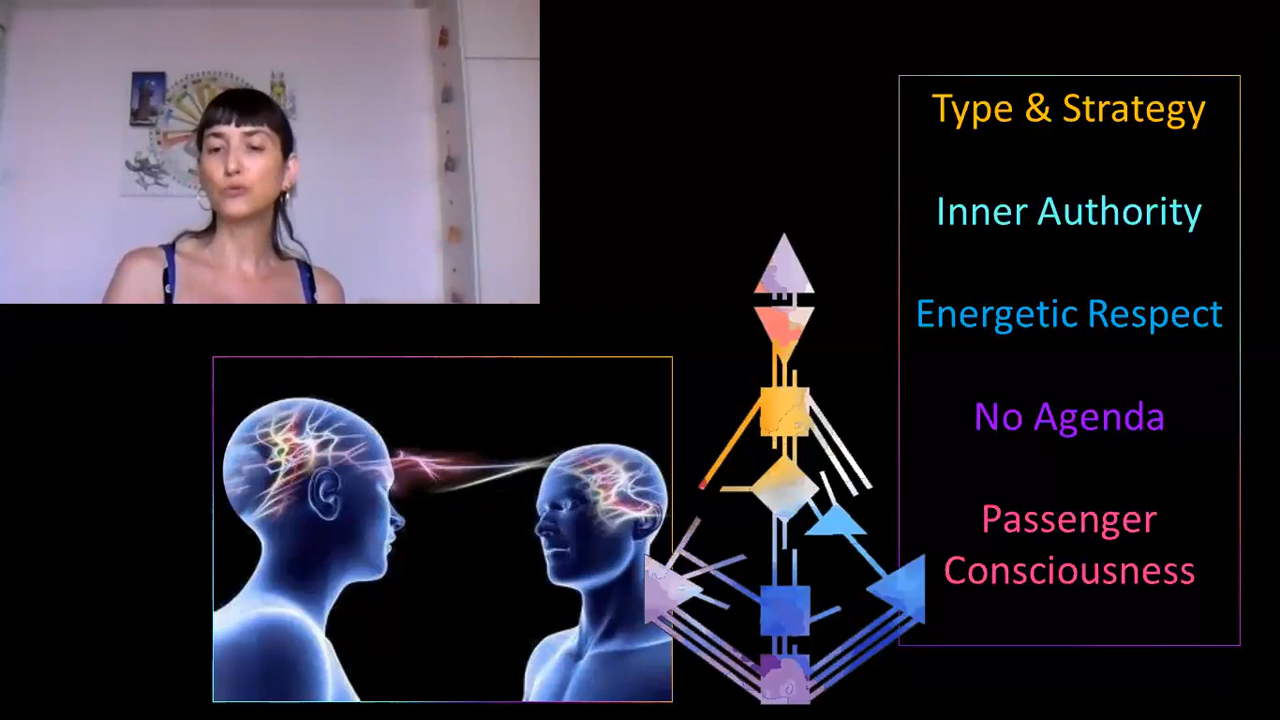 Type & Strategy
Inner Authority
Energetic Respect
No Agenda
Passenger
Consciousness